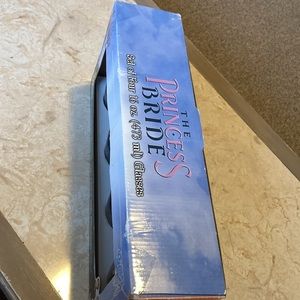 THE
PRINCESS
BRIDE
Set of Four 16 oz. (473 ml) Glasses